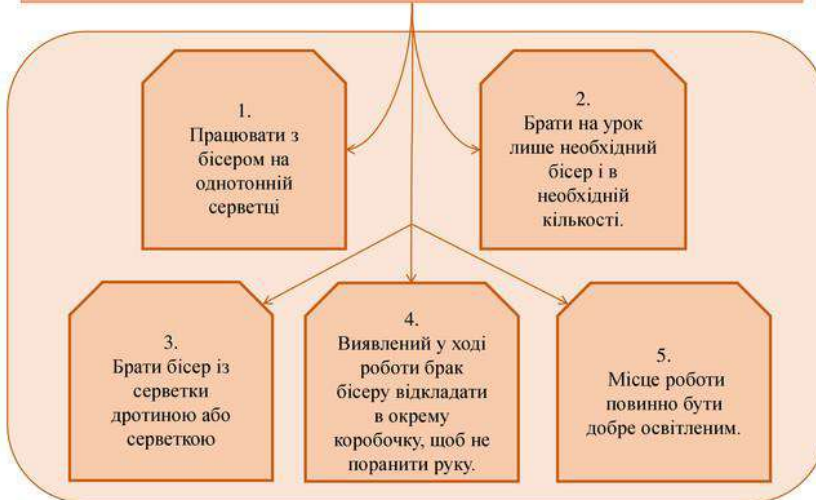 1.
Працювати з
бісером на
однотонній
серветці
2.
Брати на урок
лише необхідний
бісер і в
необхідній
кількості.
3.
Брати бісер із
серветки
дротиною або
серветкою
4.
Виявлений у ході
роботи брак
бісеру відкладати
в окрему
коробочку, щоб не
поранити руку.
5.
Місце роботи
повинно бути
добре освітленим.